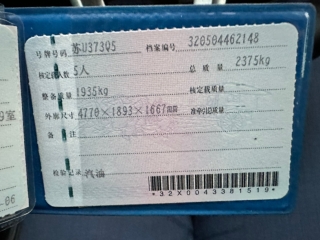 号牌号码 苏U373Q5 档案编号 320504462148
核定载人数 5人 总质量 2375kg
整备质量 1935kg 核定载质量
外廓尺寸 4770×1893×1667mm 准牵引总质量
备注
检验记录 汽油
*32X0043381519*
室
-06